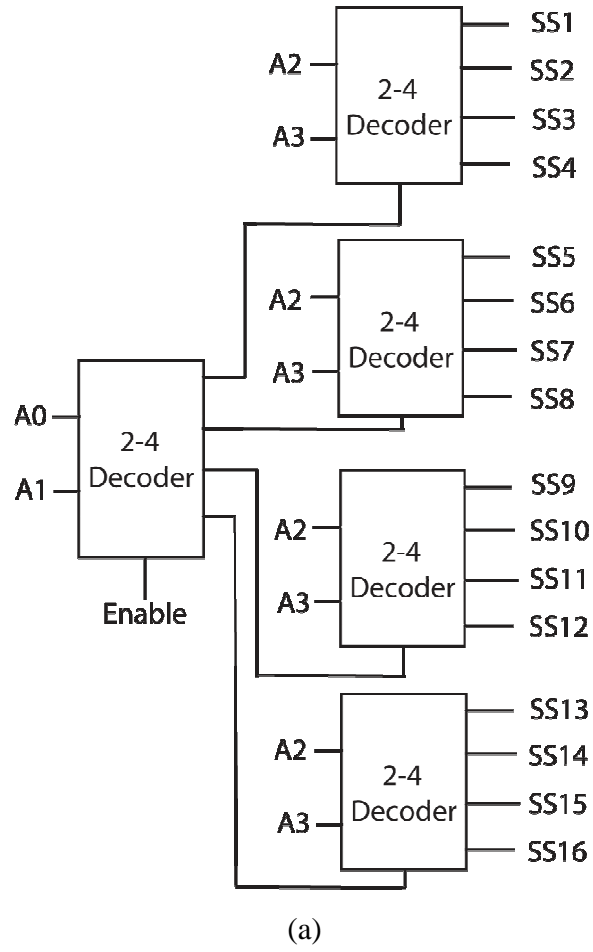 SS1
A2
SS2
2-4
Decoder
SS3
A3
SS4
SS5
A2
SS6
2-4
Decoder
SS7
A3
SS8
A0
2-4
Decoder
A1
Enable
SS9
A2
SS10
2-4
Decoder
SS11
A3
SS12
SS13
A2
SS14
2-4
Decoder
SS15
A3
SS16
(a)